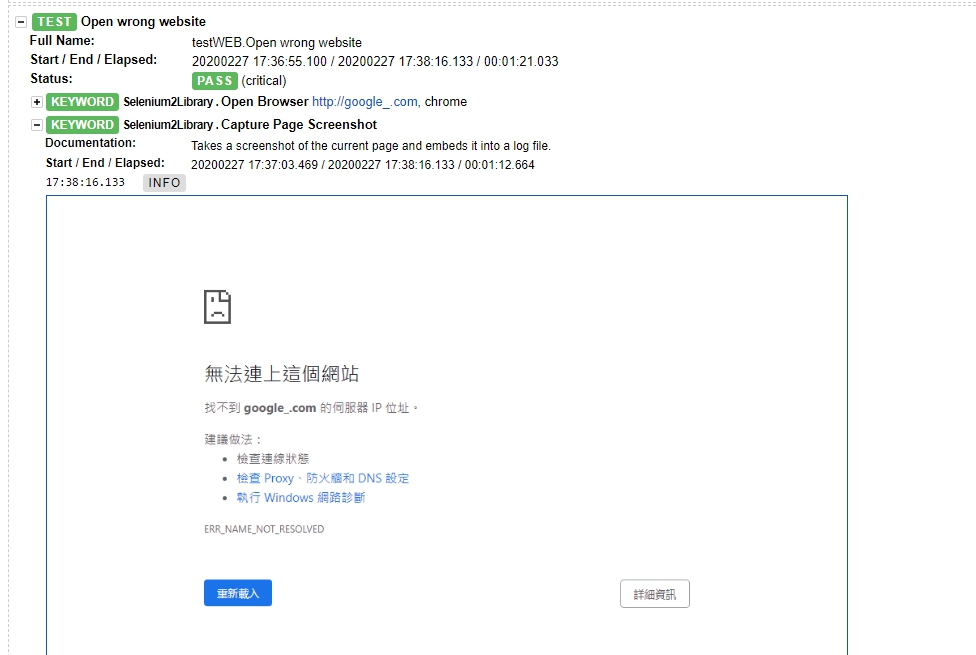 TEST Open wrong website
Full Name: testWEB.Open wrong website
Start / End / Elapsed: 20200227 17:36:55.100 / 20200227 17:38:16.133 / 00:01:21.033
Status: PASS (critical)
KEYWORD Selenium2Library . Open Browser http://google_.com, chrome
KEYWORD Selenium2Library . Capture Page Screenshot
Documentation: Takes a screenshot of the current page and embeds it into a log file.
Start / End / Elapsed: 20200227 17:37:03.469 / 20200227 17:38:16.133 / 00:01:12.664
17:38:16.133 INFO
無法連上這個網站
找不到 google_.com 的伺服器 IP 位址。
建議做法：
檢查連線狀態
檢查 Proxy、防火牆和 DNS 設定
執行 Windows 網路診斷
ERR_NAME_NOT_RESOLVED
重新載入 詳細資訊